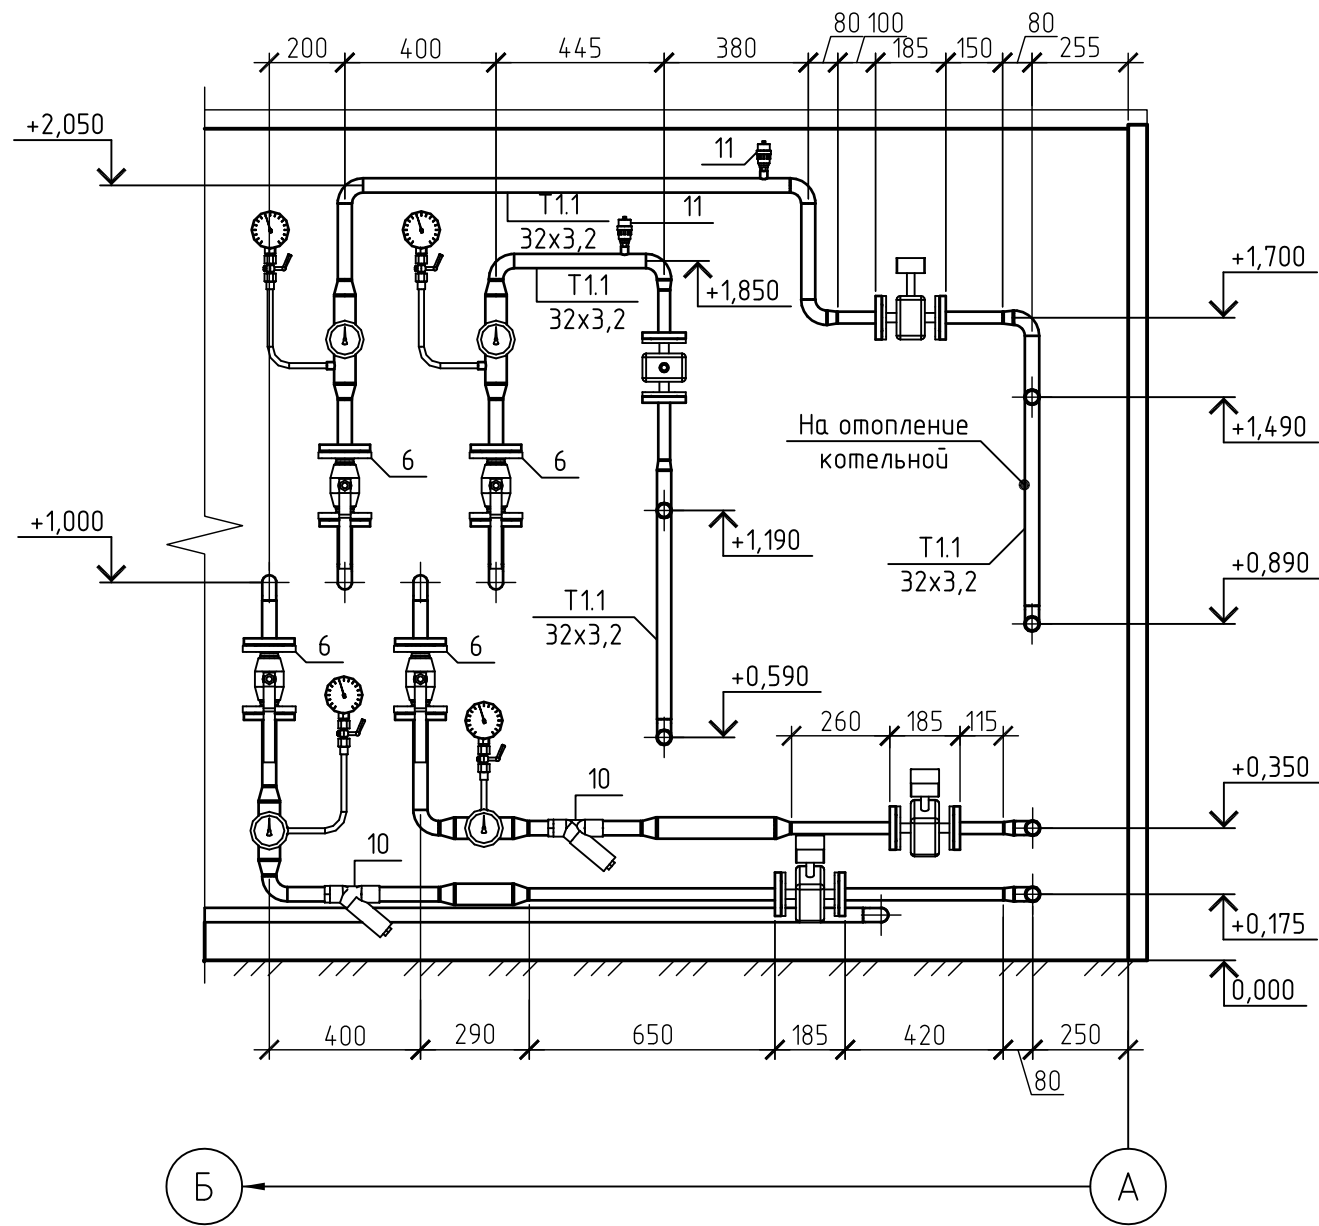 80 100 80
200 400 445 380 185 150 255
+2,050
11
Т1.1
32х3,2
11
+1,700
Т1.1
32х3,2
+1,850
На отопление
котельной
+1,490
6
6
+1,000
+1,190
Т1.1
32х3,2
+0,890
Т1.1
32х3,2
6
6
+0,590
260 185 115
+0,350
10
10
+0,175
0,000
400 290 650 185 420 250
80
Б
А